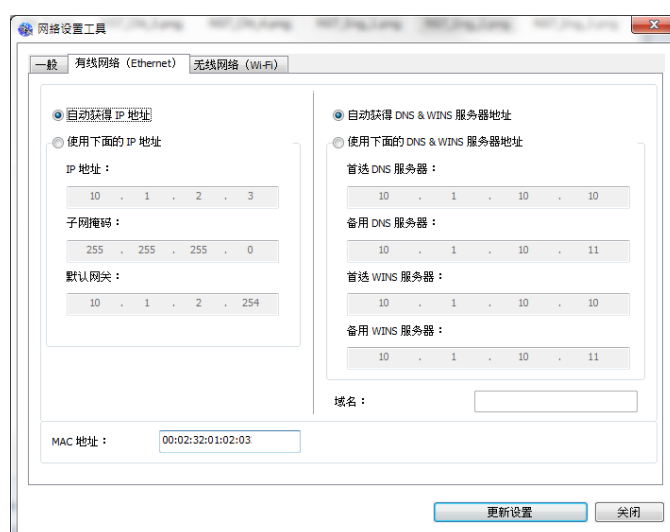 网络设置工具
一般 有线网络（Ethernet） 无线网络（Wi-Fi）
自动获得 IP 地址
使用下面的 IP 地址
IP 地址：
10 . 1 . 2 . 3
子网掩码：
255 . 255 . 255 . 0
默认网关：
10 . 1 . 2 . 254
自动获得 DNS & WINS 服务器地址
使用下面的 DNS & WINS 服务器地址
首选 DNS 服务器：
10 . 1 . 10 . 10
备用 DNS 服务器：
10 . 1 . 10 . 11
首选 WINS 服务器：
10 . 1 . 10 . 10
备用 WINS 服务器：
10 . 1 . 10 . 11
域名：
MAC 地址： 00:02:32:01:02:03
更新设置 关闭